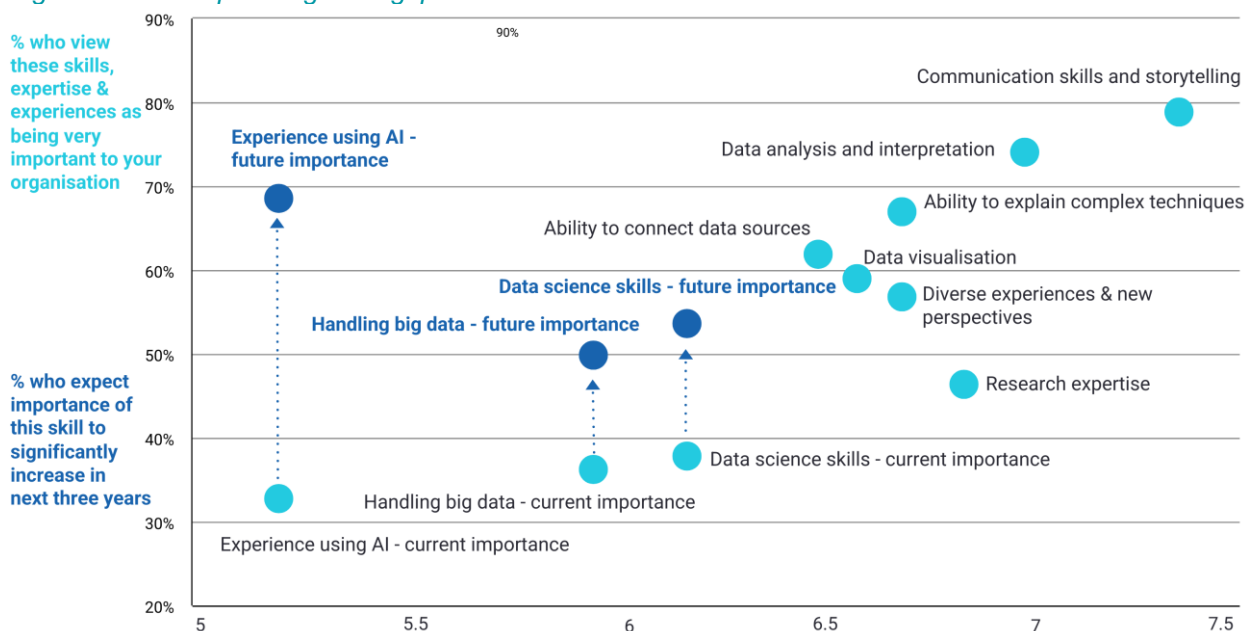 90%
90%
% who view
these skills,
expertise &
experiences as
being very
important to your
organisation
Communication skills and storytelling
80%
Experience using AI -
future importance
Data analysis and interpretation
70%
Ability to explain complex techniques
Ability to connect data sources
Data visualisation
60%
Data science skills - future importance
Diverse experiences & new
perspectives
Handling big data - future importance
50%
% who expect
importance of
this skill to
significantly
increase in
next three years
Research expertise
40%
Data science skills - current importance
Handling big data - current importance
30%
Experience using AI - current importance
20%
5
5.5
6
6.5
7
7.5